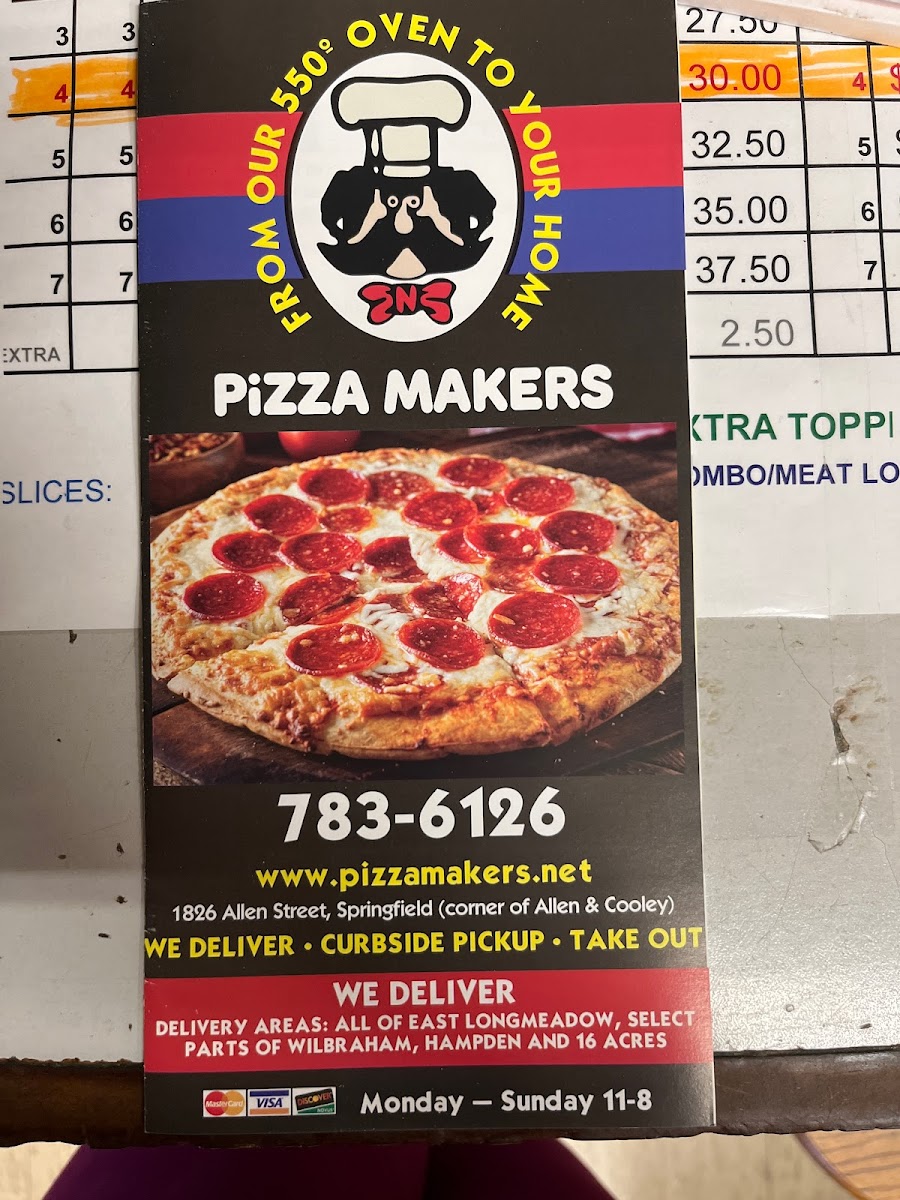 FROM OUR 550° OVEN TO YOUR HOME
N
PiZZA MAKERS
783-6126
www.pizzamakers.net
1826 Allen Street, Springfield (corner of Allen & Cooley)
WE DELIVER • CURBSIDE PICKUP • TAKE OUT
WE DELIVER
DELIVERY AREAS: ALL OF EAST LONGMEADOW, SELECT
PARTS OF WILBRAHAM, HAMPDEN AND 16 ACRES
MasterCard VISA DISCOVER NOVUS
Monday – Sunday 11-8
3 3
4 4
5 5
6 6
7 7
EXTRA
SLICES:
27.50
30.00 4 $
32.50 5
35.00 6
37.50 7
2.50
XTRA TOPPI
OMBO/MEAT LO